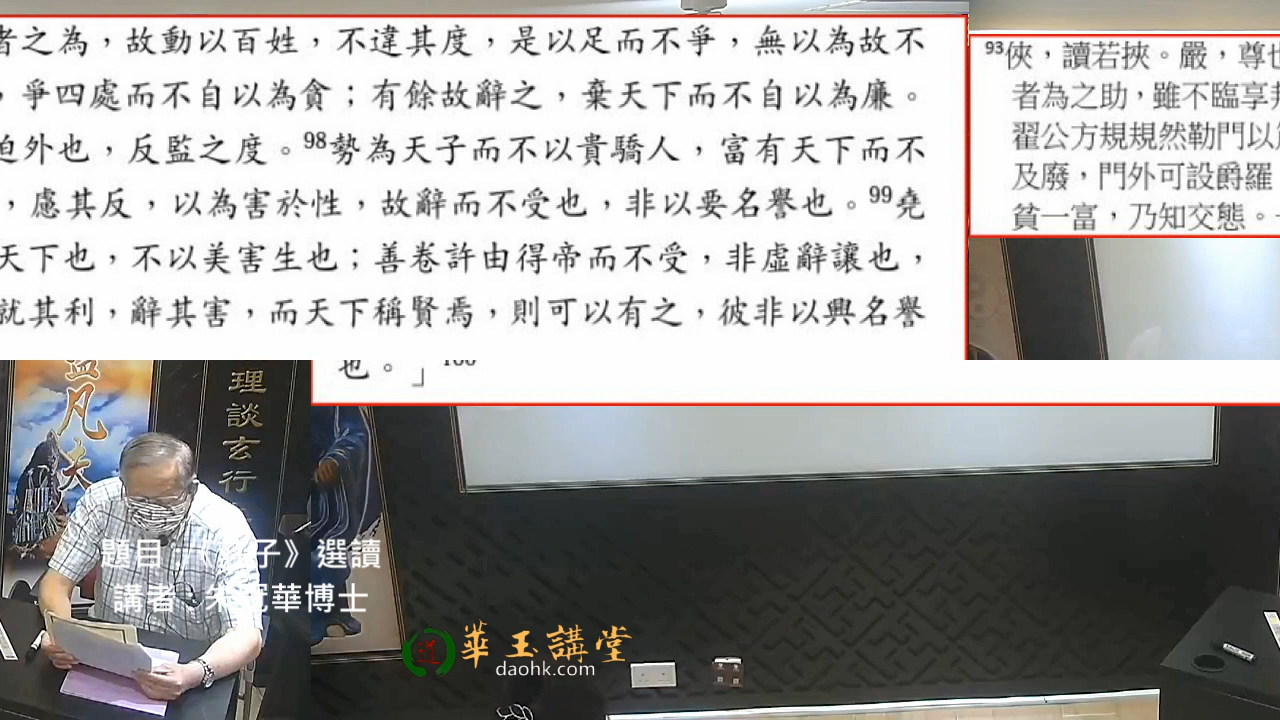 者之為，故動以百姓，不違其度，是以足而不爭，無以為故不
，爭四處而不自以為貪；有餘故辭之，棄天下而不自以為廉。
迫外也，反監之度。98勢為天子而不以貴驕人，富有天下而不
，慮其反，以為害於性，故辭而不受也，非以要名譽也。99堯
天下也，不以美害生也；善卷許由得帝而不受，非虛辭讓也，
就其利，辭其害，而天下稱賢焉，則可以有之，彼非以興名譽
也。」
93俠，讀若挾。嚴，尊也
者為之助，雖不臨享
翟公方規規然勒門以
及廢，門外可設爵羅
貧一富，乃知交態。
凡夫
理談玄行
題目 子》選讀
講者 華博士
道
華玉講堂
daohk.com